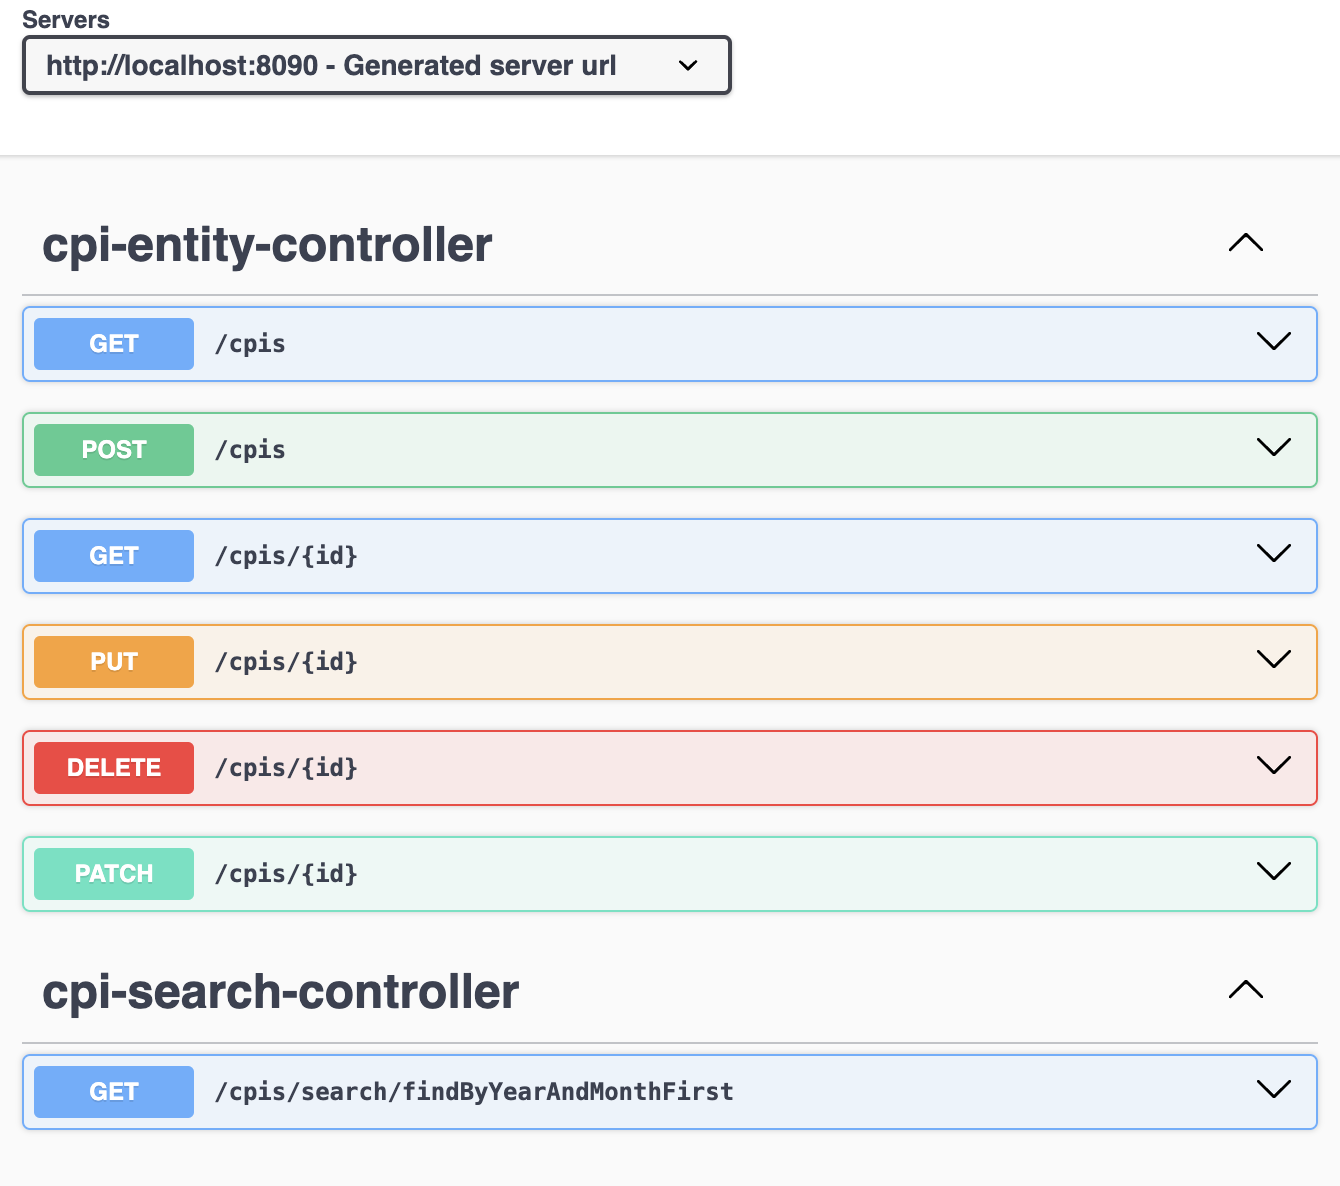 Servers
http://localhost:8090 - Generated server url
cpi-entity-controller
GET /cpis
POST /cpis
GET /cpis/{id}
PUT /cpis/{id}
DELETE /cpis/{id}
PATCH /cpis/{id}
cpi-search-controller
GET /cpis/search/findByYearAndMonthFirst